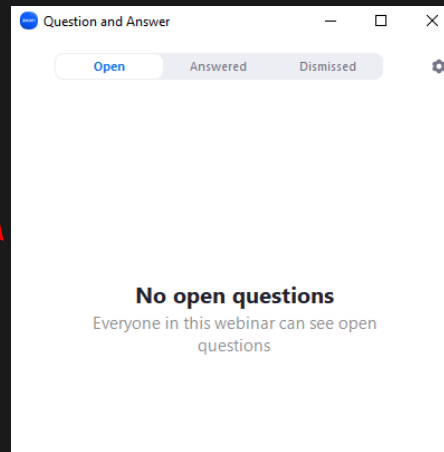 Question and Answer
Open Answered Dismissed
No open questions
Everyone in this webinar can see open
questions